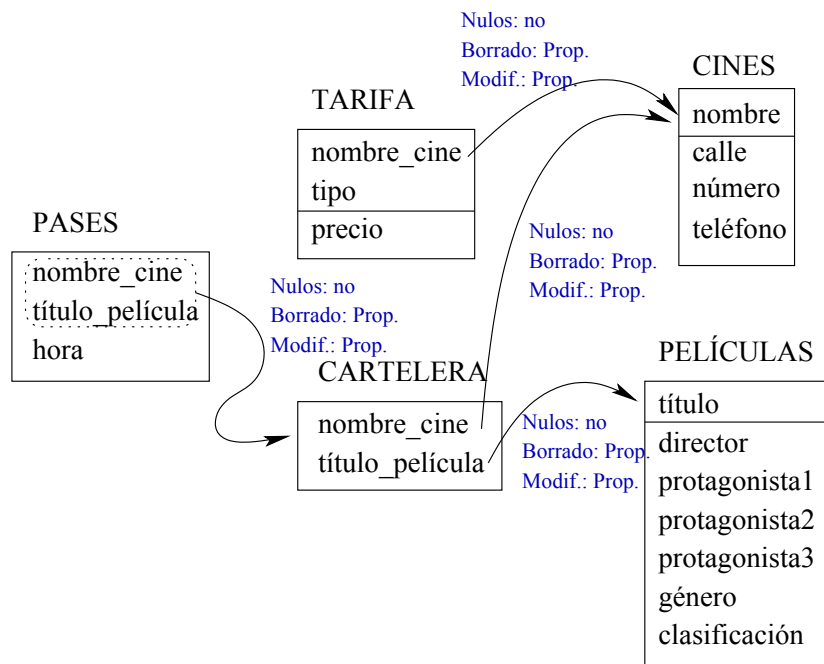 Nulos: no
Borrado: Prop.
Modif.: Prop.
CINES
nombre
calle
número
teléfono
TARIFA
nombre_cine
tipo
precio
Nulos: no
Borrado: Prop.
Modif.: Prop.
PASES
nombre_cine
título_película
hora
Nulos: no
Borrado: Prop.
Modif.: Prop.
CARTELERA
nombre_cine
título_película
Nulos: no
Borrado: Prop.
Modif.: Prop.
PELÍCULAS
título
director
protagonista1
protagonista2
protagonista3
género
clasificación